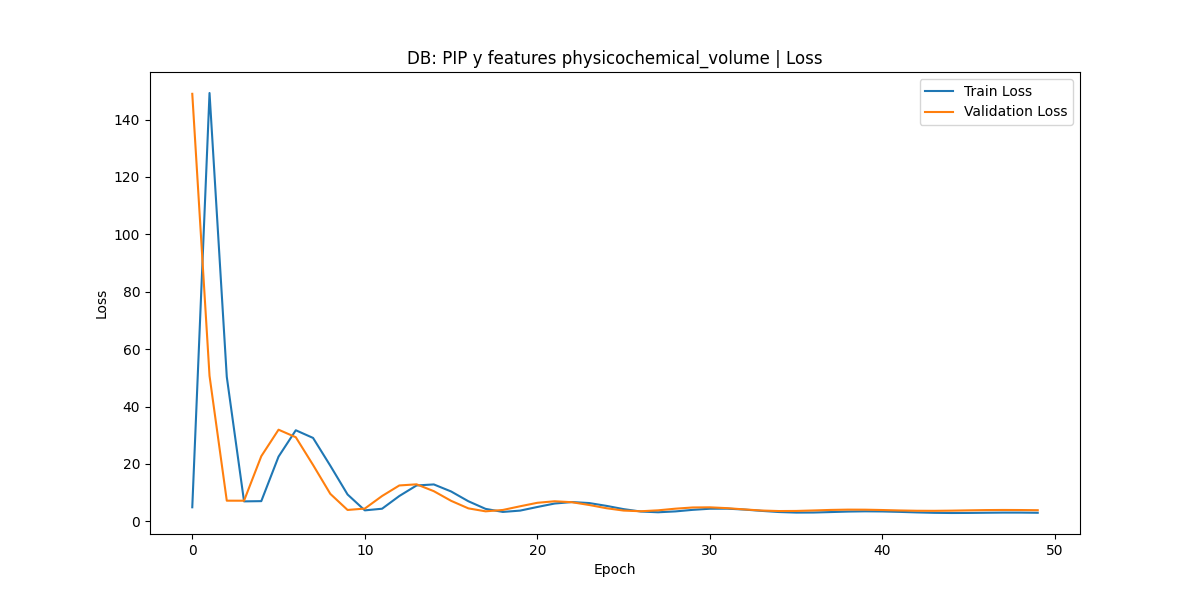 DB: PIP y features physicochemical_volume | Loss
Train Loss
Validation Loss
Loss
140
120
100
80
60
40
20
0
0 10 20 30 40 50
Epoch